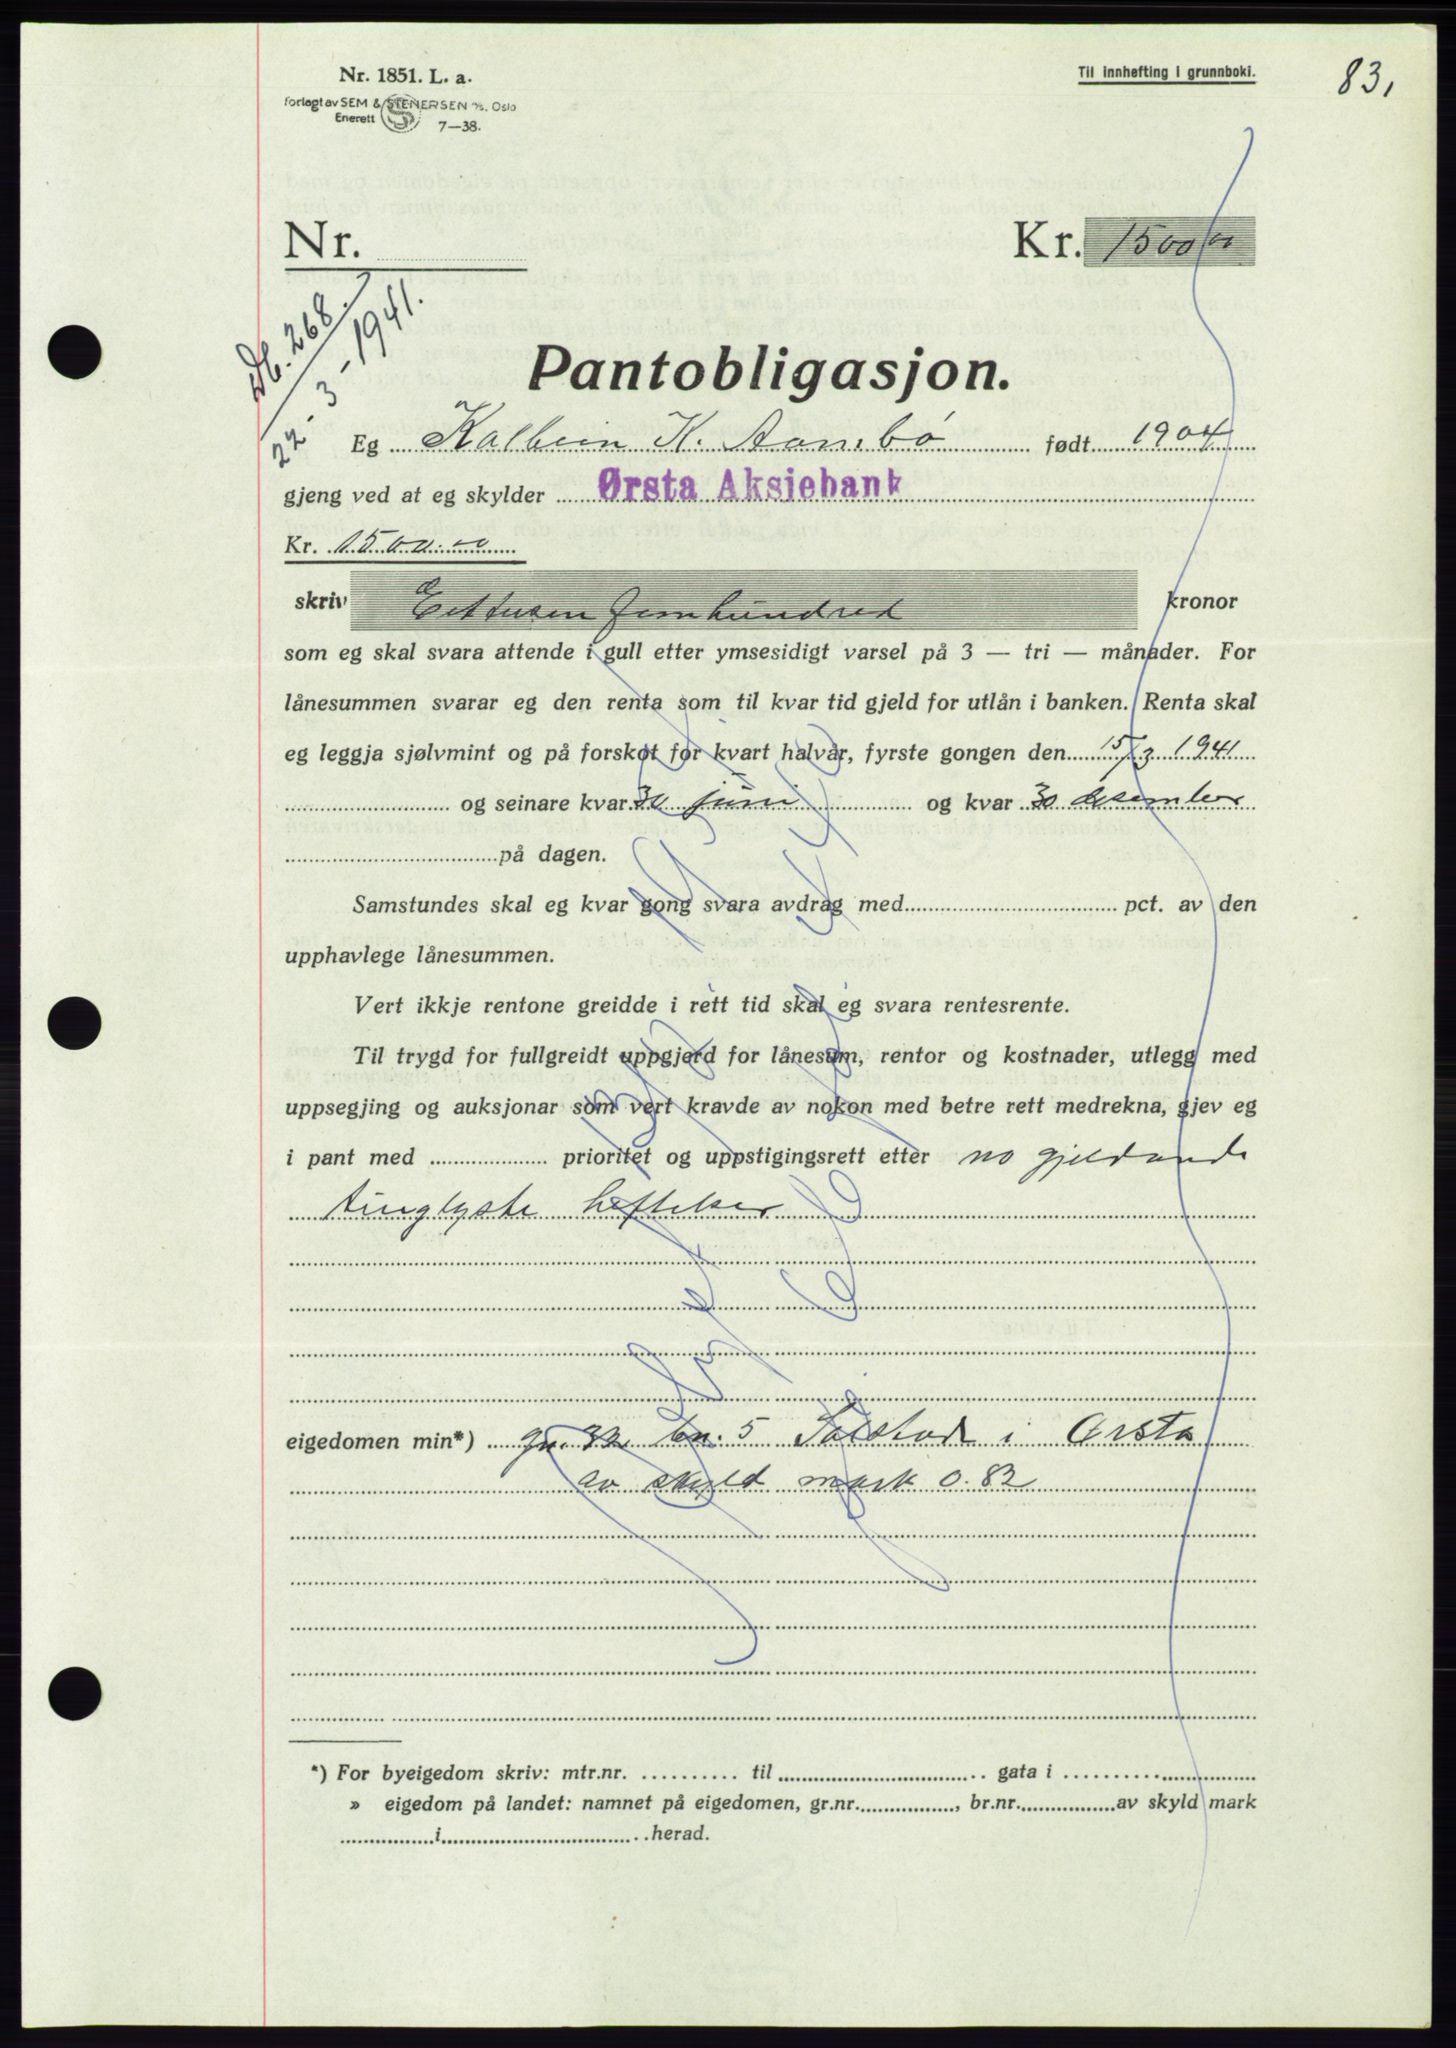 Nr. 1851. L. a.
forlagt av SEM & STENERSEN A/S. Oslo
Enerett
7—38.
Til innhefting i grunnboki.
83,
Nr.
Kr. 1500 00
Db. 268.
22-3-1941.
Pantobligasjon.
Eg K. Aambø født 1904
gjeng ved at eg skylder Ørsta Aksjebank
Kr. 1500.00
skriv hundred kronor
som eg skal svara attende i gull etter ymsesidigt varsel på 3 — tri — månader. For
lånesummen svarar eg den renta som til kvar tid gjeld for utlån i banken. Renta skal
eg leggja sjølvmint og på forskot for kvart halvår, fyrste gongen den 15/3 1941
og seinare kvar 30 juni og kvar 30 desember
på dagen.
Samstundes skal eg kvar gong svara avdrag med pct. av den
upphavlege lånesummen.
Vert ikkje rentone greidde i rett tid skal eg svara rentesrente.
Til trygd for fullgreidt uppgjerd for lånesum, rentor og kostnader, utlegg med
uppsegjing og auksjonar som vert kravde av nokon med betre rett medrekna, gjev eg
i pant med prioritet og uppstigingsrett etter no gjeldande
tinglyste heftelser
eigedomen min*) gn. bn. 5 i Ørsta
av skyld mark 0.82
*) For byeigedom skriv: mtr.nr. til gata i
» eigedom på landet: namnet på eigedomen, gr.nr. , br.nr. av skyld mark
i herad.